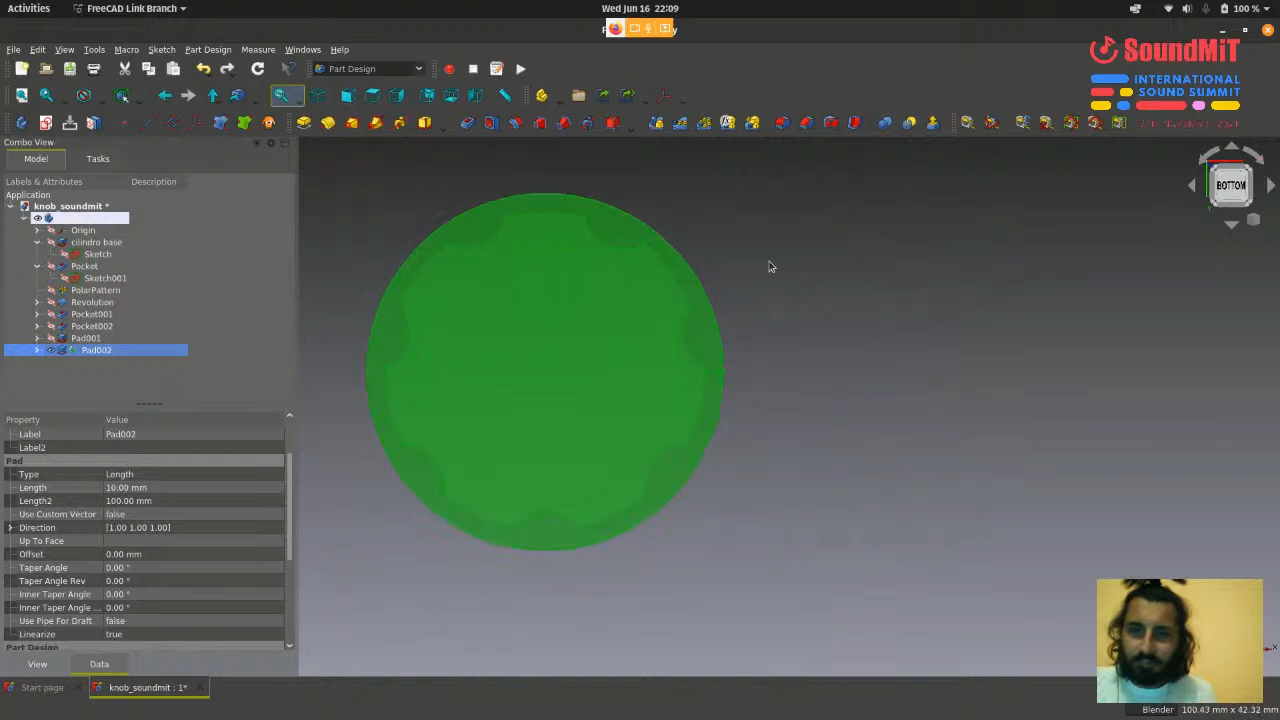 Activities
FreeCAD Link Branch
Wed Jun 16 22:09
100 %
File Edit View Tools Macro Sketch Part Design Measure Windows Help
SoundMiT
Part Design
INTERNATIONAL
SOUND SUMMIT
Combo View
Model Tasks
Labels & Attributes Description
Application
knob_soundmit *
Origin
cilindro base
Sketch
Pocket
Sketch001
PolarPattern
Revolution
Pocket001
Pocket002
Pad001
Pad002
BOTTOM
Property Value
Label Pad002
Label2
Pad
Type Length
Length 10.00 mm
Length2 100.00 mm
Use Custom Vector false
Direction [1.00 1.00 1.00]
Up To Face
Offset 0.00 mm
Taper Angle 0.00 °
Taper Angle Rev 0.00 °
Inner Taper Angle 0.00 °
Inner Taper Angle ... 0.00 °
Use Pipe For Draft false
Linearize true
Part Design
View Data
Start page knob_soundmit : 1*
Blender 100.43 mm x 42.32 mm